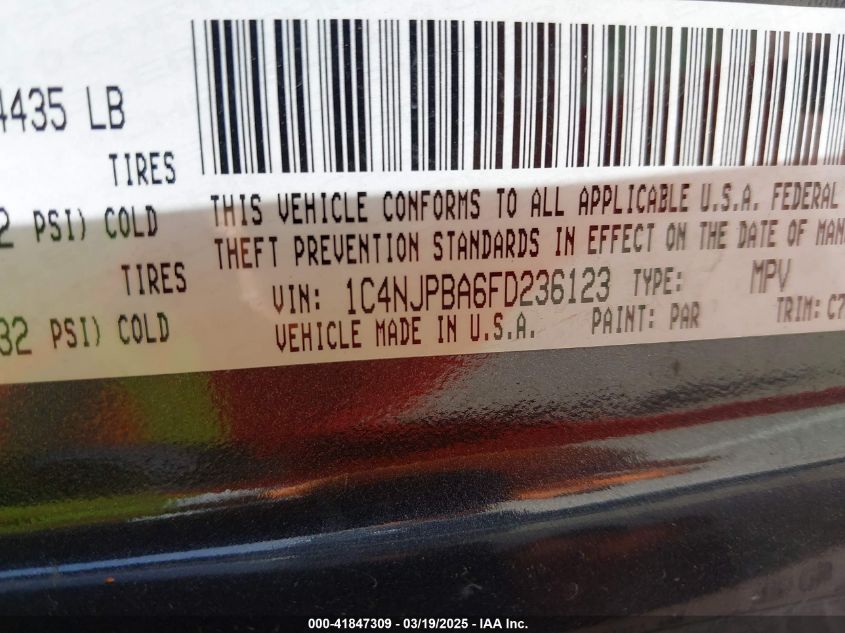 4435 LB
TIRES
2 PSI) COLD
TIRES
32 PSI) COLD
THIS VEHICLE CONFORMS TO ALL APPLICABLE U.S.A. FEDERAL
THEFT PREVENTION STANDARDS IN EFFECT ON THE DATE OF MAN
VIN: 1C4NJPBA6FD236123 TYPE: MPV
VEHICLE MADE IN U.S.A. PAINT: PAR TRIM: C7
000-41847309 - 03/19/2025 - IAA Inc.